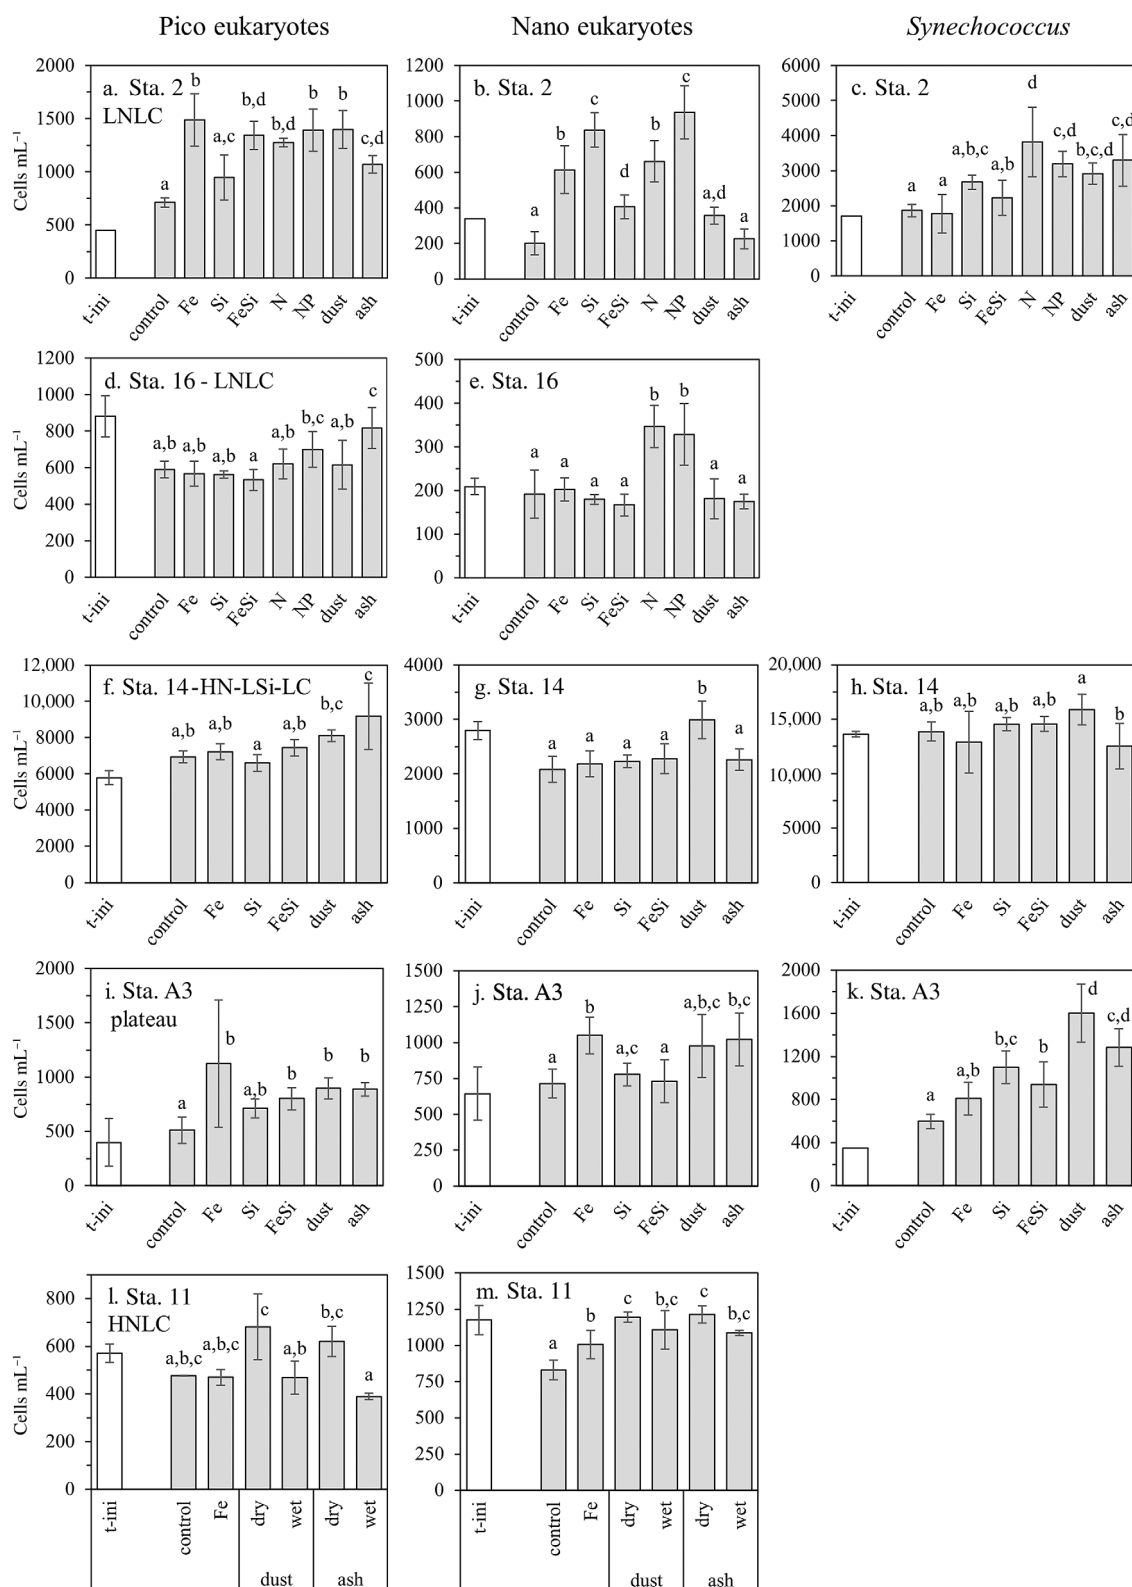 Pico eukaryotes
Nano eukaryotes
Synechococcus
a. Sta. 2
LNLC
Cells mL⁻¹
2000
1500
1000
500
0
a
b
a,c
b,d
b,d
b
b
c,d
t-ini
control
Fe
Si
FeSi
N
NP
dust
ash
b. Sta. 2
1200
1000
800
600
400
200
0
a
b
c
d
b
c
a,d
a
t-ini
control
Fe
Si
FeSi
N
NP
dust
ash
c. Sta. 2
6000
5000
4000
3000
2000
1000
0
a
a
a,b,c
a,b
d
c,d
b,c,d
c,d
t-ini
control
Fe
Si
FeSi
N
NP
dust
ash
d. Sta. 16 - LNLC
Cells mL⁻¹
1200
1000
800
600
400
200
0
a,b
a,b
a,b
a
a,b
b,c
a,b
c
t-ini
control
Fe
Si
FeSi
N
NP
dust
ash
e. Sta. 16
500
400
300
200
100
0
a
a
a
a
b
b
a
a
t-ini
control
Fe
Si
FeSi
N
NP
dust
ash
f. Sta. 14-HN-LSi-LC
Cells mL⁻¹
12,000
10,000
8000
6000
4000
2000
0
a,b
a,b
a
a,b
b,c
c
t-ini
control
Fe
Si
FeSi
dust
ash
g. Sta. 14
4000
3000
2000
1000
0
a
a
a
a
b
a
t-ini
control
Fe
Si
FeSi
dust
ash
h. Sta. 14
20,000
15,000
10,000
5000
0
a,b
a,b
a,b
a,b
a
b
t-ini
control
Fe
Si
FeSi
dust
ash
i. Sta. A3
plateau
Cells mL⁻¹
2000
1500
1000
500
0
a
b
a,b
b
b
b
t-ini
control
Fe
Si
FeSi
dust
ash
j. Sta. A3
1500
1250
1000
750
500
250
0
a
b
a,c
a
a,b,c
b,c
t-ini
control
Fe
Si
FeSi
dust
ash
k. Sta. A3
2000
1600
1200
800
400
0
a
a,b
b,c
b
d
c,d
t-ini
control
Fe
Si
FeSi
dust
ash
l. Sta. 11
HNLC
Cells mL⁻¹
800
600
400
200
0
a,b,c
a,b,c
c
a,b
b,c
a
t-ini
control
Fe
dry
wet
dry
wet
dust
ash
m. Sta. 11
1500
1250
1000
750
500
250
0
a
b
c
b,c
c
b,c
t-ini
control
Fe
dry
wet
dry
wet
dust
ash